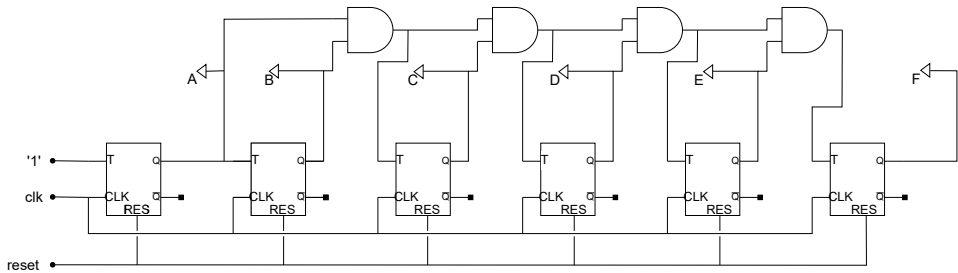 A B C D E F
'1' T Q T Q T Q T Q T Q T Q
clk CLK Q CLK Q CLK Q CLK Q CLK Q CLK Q
RES RES RES RES RES RES
reset